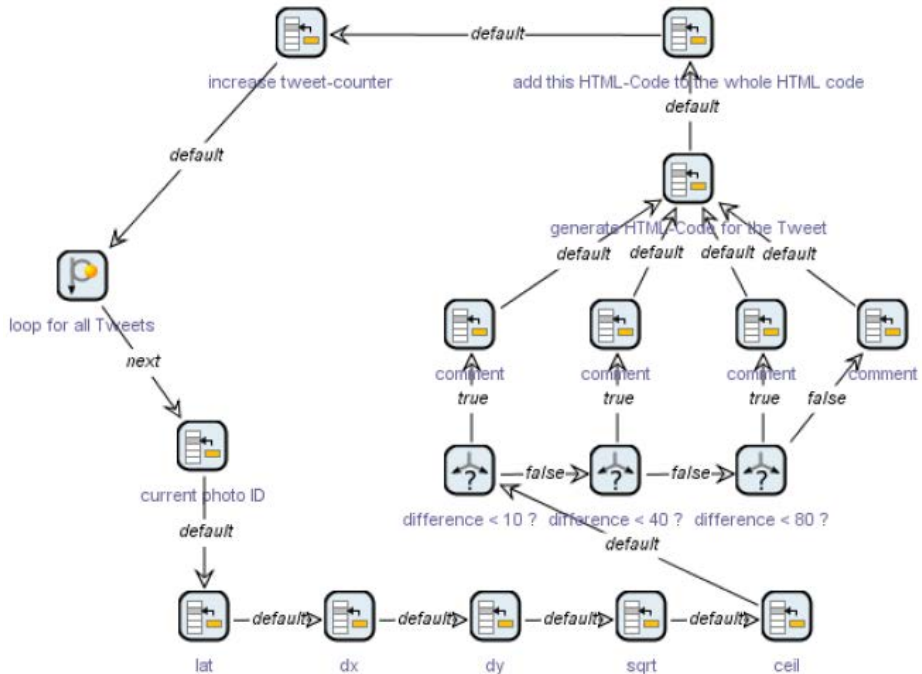 default
increase tweet-counter
add this HTML-Code to the whole HTML code
default
default
generate HTML-Code for the Tweet
default
default
default
default
loop for all Tweets
next
comment
comment
comment
comment
true
true
true
false
?
false
?
false
?
current photo ID
difference < 10 ?
difference < 40 ?
difference < 80 ?
default
default
default
default
default
default
lat
dx
dy
sqrt
ceil